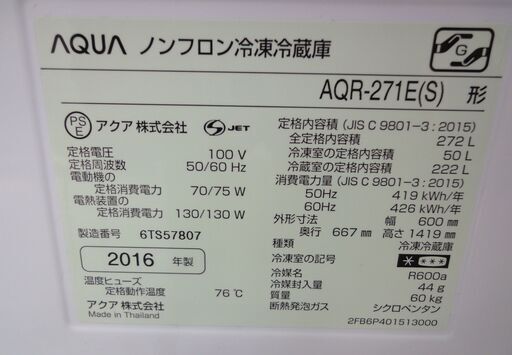 AQUA ノンフロン冷凍冷蔵庫
G
AQR-271E(S) 形
PSE アクア株式会社 S JET
定格電圧 100 V
定格周波数 50/60 Hz
電動機の
定格消費電力 70/75 W
電熱装置の
定格消費電力 130/130 W
製造番号 6TS57807
2016 年製
温度ヒューズ
定格動作温度 76℃
アクア株式会社
Made in Thailand
定格内容積 (JIS C 9801-3:2015)
全定格内容積 272 L
冷凍室の定格内容積 50 L
冷蔵室の定格内容積 222 L
消費電力量 (JIS C 9801-3:2015)
50Hz 419 kWh/年
60Hz 426 kWh/年
外形寸法 幅 600 mm
奥行 667 mm 高さ 1419 mm
種類 冷凍冷蔵庫
冷凍室の記号 * ***
冷媒名 R600a
冷媒封入量 44 g
質量 60 kg
断熱発泡ガス シクロペンタン
2FB6P401513000